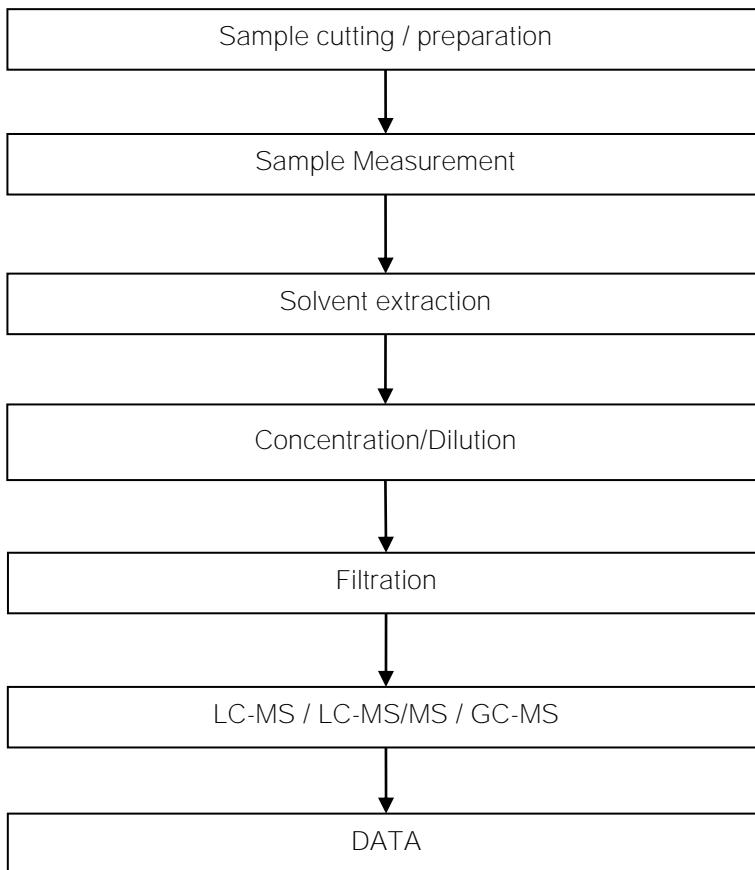 Sample cutting / preparation
Sample Measurement
Solvent extraction
Concentration/Dilution
Filtration
LC-MS / LC-MS/MS / GC-MS
DATA